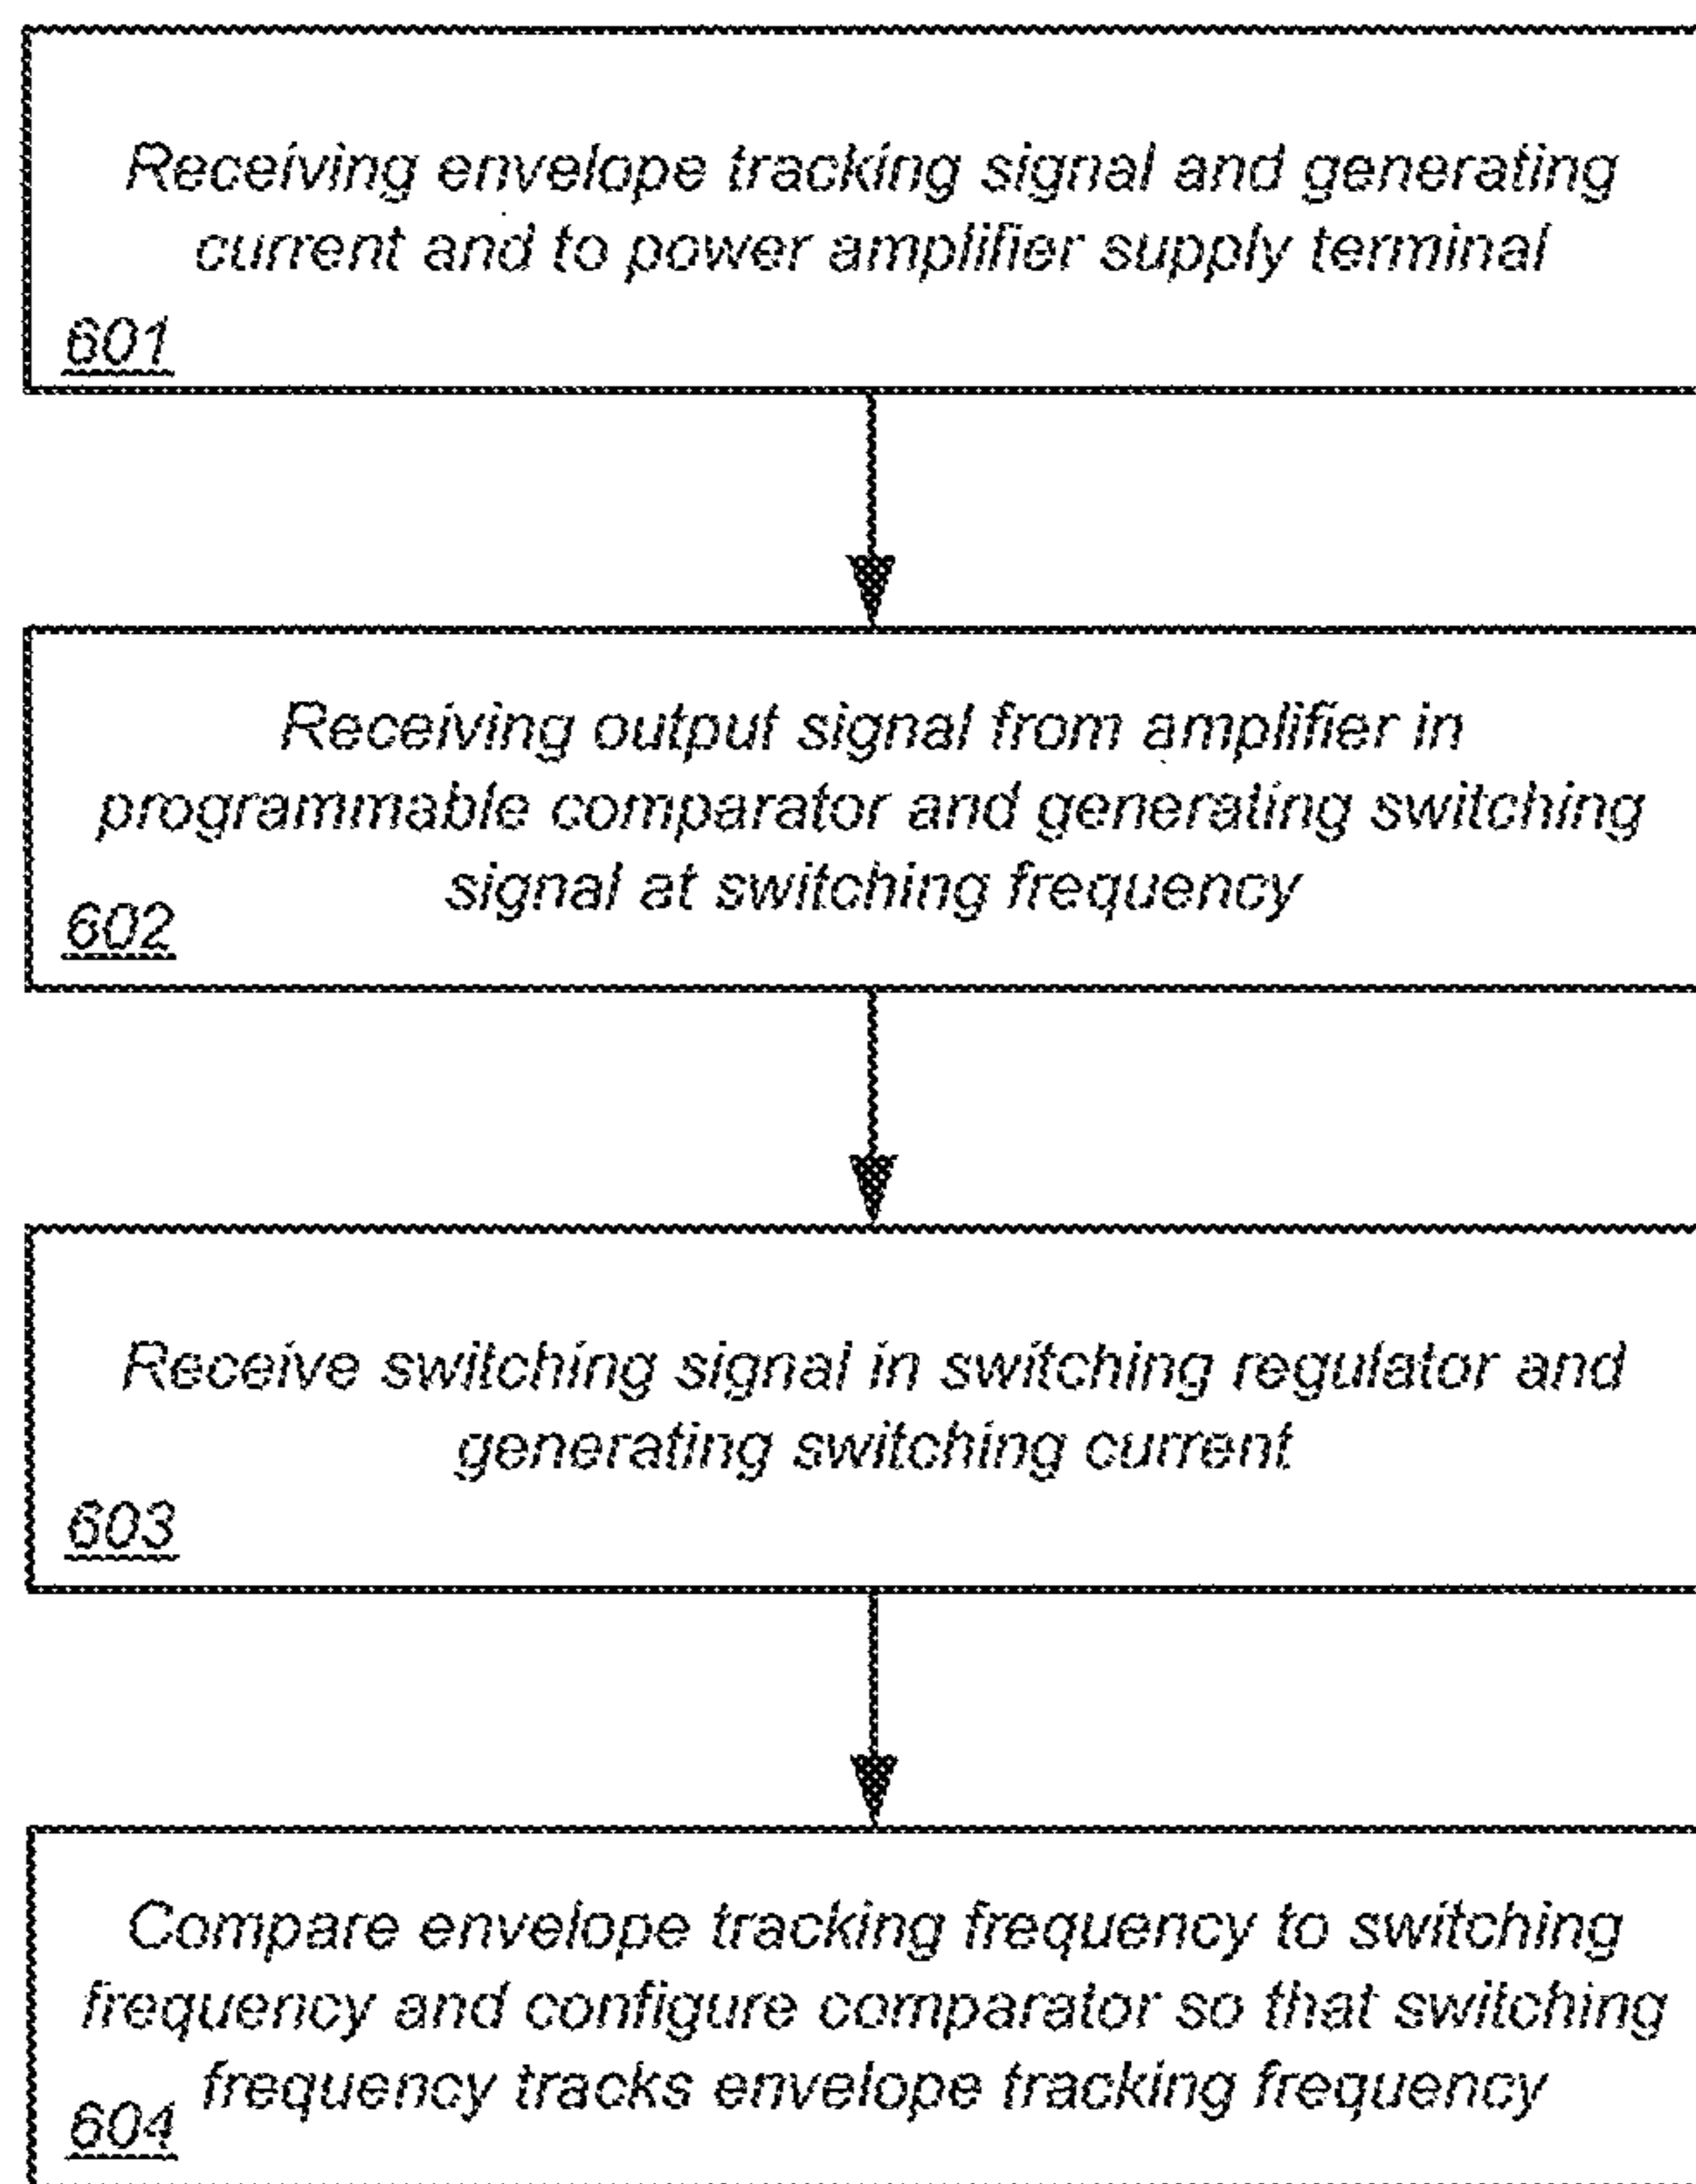 Receiving envelope tracking signal and generating
current and to power amplifier supply terminal
601
Receiving output signal from amplifier in
programmable comparator and generating switching
signal at switching frequency
602
Receive switching signal in switching regulator and
generating switching current
603
Compare envelope tracking frequency to switching
frequency and configure comparator so that switching
frequency tracks envelope tracking frequency
604